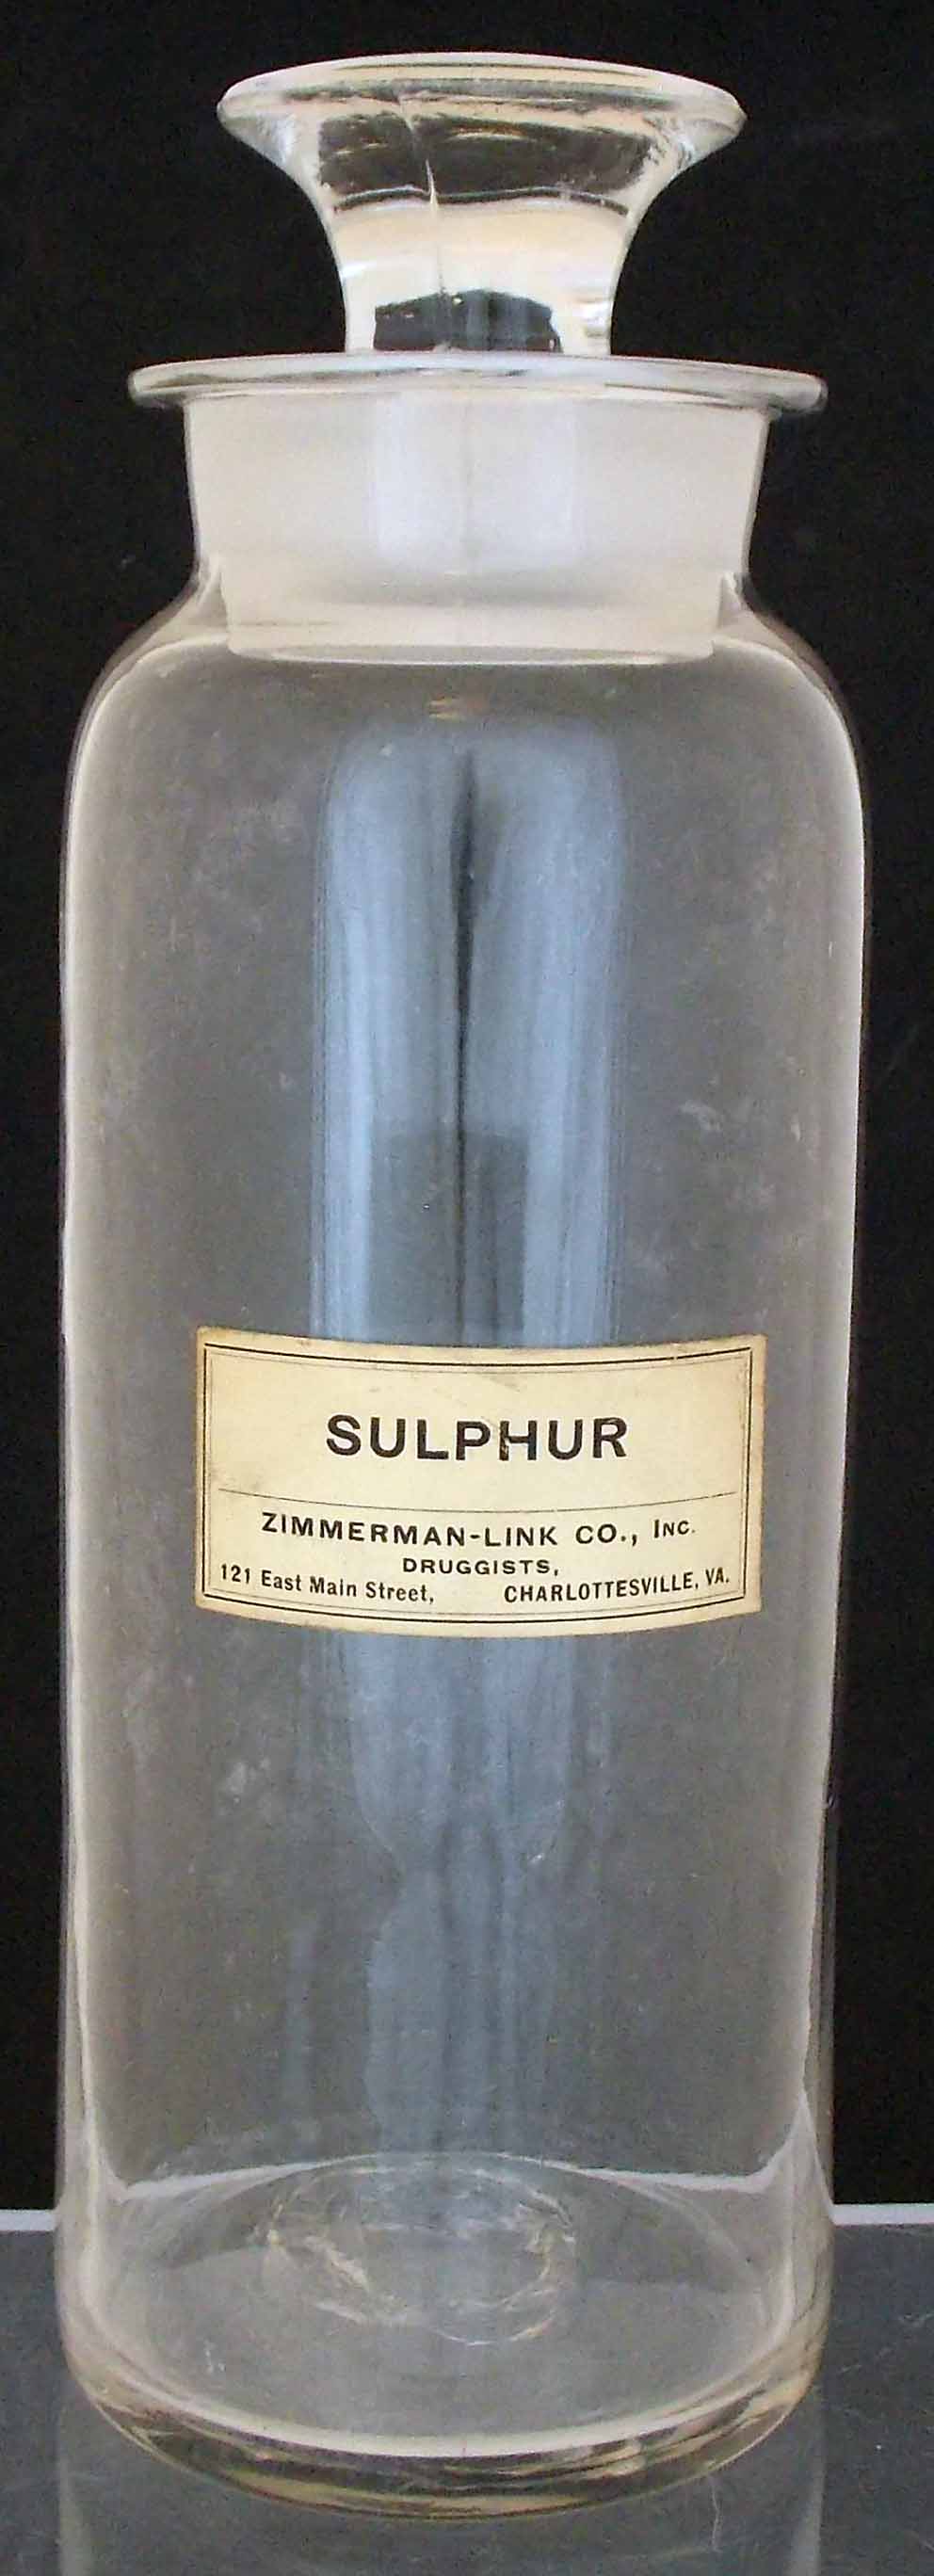 SULPHUR
ZIMMERMAN-LINK CO., INC.
DRUGGISTS,
121 East Main Street, CHARLOTTESVILLE, VA.